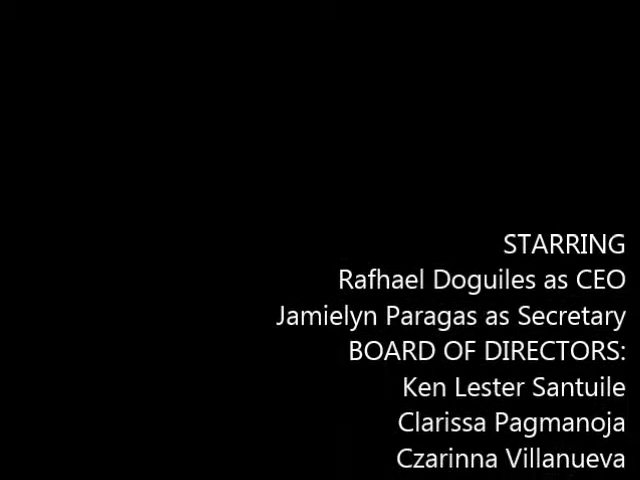 STARRING
Rafhael Doguiles as CEO
Jamielyn Paragas as Secretary
BOARD OF DIRECTORS:
Ken Lester Santuile
Clarissa Pagmanoja
Czarinna Villanueva